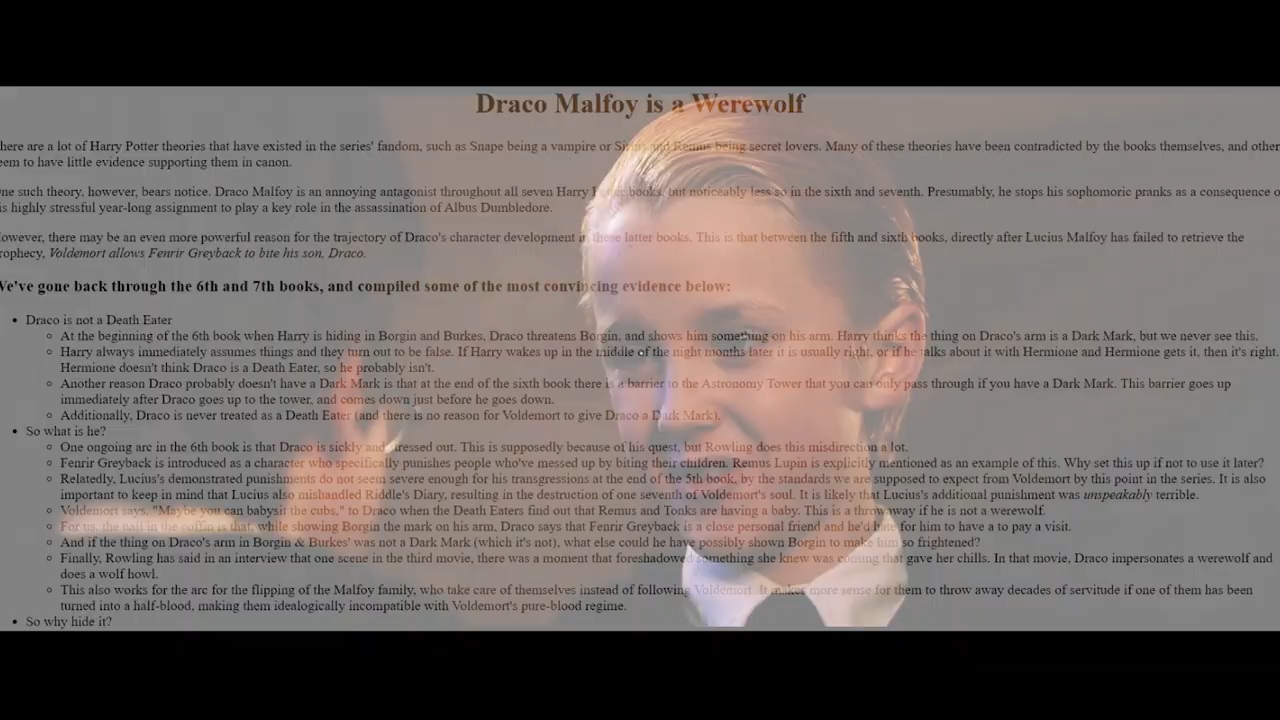 Draco Malfoy is a Werewolf
here are a lot of Harry Potter theories that have existed in the series' fandom, such as Snape being a vampire or Sirius and Remus being secret lovers. Many of these theories have been contradicted by the books themselves, and other
eem to have little evidence supporting them in canon.
ne such theory, however, bears notice. Draco Malfoy is an annoying antagonist throughout all seven Harry Potter books, but noticeably less so in the sixth and seventh. Presumably, he stops his sophomoric pranks as a consequence o
is highly stressful year-long assignment to play a key role in the assassination of Albus Dumbledore.
owever, there may be an even more powerful reason for the trajectory of Draco's character development in these latter books. This is that between the fifth and sixth books, directly after Lucius Malfoy has failed to retrieve the
rophecy, Voldemort allows Fenrir Greyback to bite his son, Draco.
We've gone back through the 6th and 7th books, and compiled some of the most convincing evidence below:
• Draco is not a Death Eater
◦ At the beginning of the 6th book when Harry is hiding in Borgin and Burkes, Draco threatens Borgin, and shows him something on his arm. Harry thinks the thing on Draco's arm is a Dark Mark, but we never see this.
◦ Harry always immediately assumes things and they turn out to be false. If Harry wakes up in the middle of the night months later it is usually right, or if he talks about it with Hermione and Hermione gets it, then it's right.
Hermione doesn't think Draco is a Death Eater, so he probably isn't.
◦ Another reason Draco probably doesn't have a Dark Mark is that at the end of the sixth book there is a barrier to the Astronomy Tower that you can only pass through if you have a Dark Mark. This barrier goes up
immediately after Draco goes up to the tower, and comes down just before he goes down.
◦ Additionally, Draco is never treated as a Death Eater (and there is no reason for Voldemort to give Draco a Dark Mark).
• So what is he?
◦ One ongoing arc in the 6th book is that Draco is sickly and stressed out. This is supposedly because of his quest, but Rowling does this misdirection a lot.
◦ Fenrir Greyback is introduced as a character who specifically punishes people who've messed up by biting their children. Remus Lupin is explicitly mentioned as an example of this. Why set this up if not to use it later?
◦ Relatedly, Lucius's demonstrated punishments do not seem severe enough for his transgressions at the end of the 5th book, by the standards we are supposed to expect from Voldemort by this point in the series. It is also
important to keep in mind that Lucius also mishandled Riddle's Diary, resulting in the destruction of one seventh of Voldemort's soul. It is likely that Lucius's additional punishment was unspeakably terrible.
◦ Voldemort says, "Maybe you can babysit the cubs," to Draco when the Death Eaters find out that Remus and Tonks are having a baby. This is a throw away if he is not a werewolf.
◦ For us, the nail in the coffin is that, while showing Borgin the mark on his arm, Draco says that Fenrir Greyback is a close personal friend and he'd hate for him to have a to pay a visit.
◦ And if the thing on Draco's arm in Borgin & Burkes' was not a Dark Mark (which it's not), what else could he have possibly shown Borgin to make him so frightened?
◦ Finally, Rowling has said in an interview that one scene in the third movie, there was a moment that foreshadowed something she knew was coming that gave her chills. In that movie, Draco impersonates a werewolf and
does a wolf howl.
◦ This also works for the arc for the flipping of the Malfoy family, who take care of themselves instead of following Voldemort. It makes more sense for them to throw away decades of servitude if one of them has been
turned into a half-blood, making them idealogically incompatible with Voldemort's pure-blood regime.
• So why hide it?